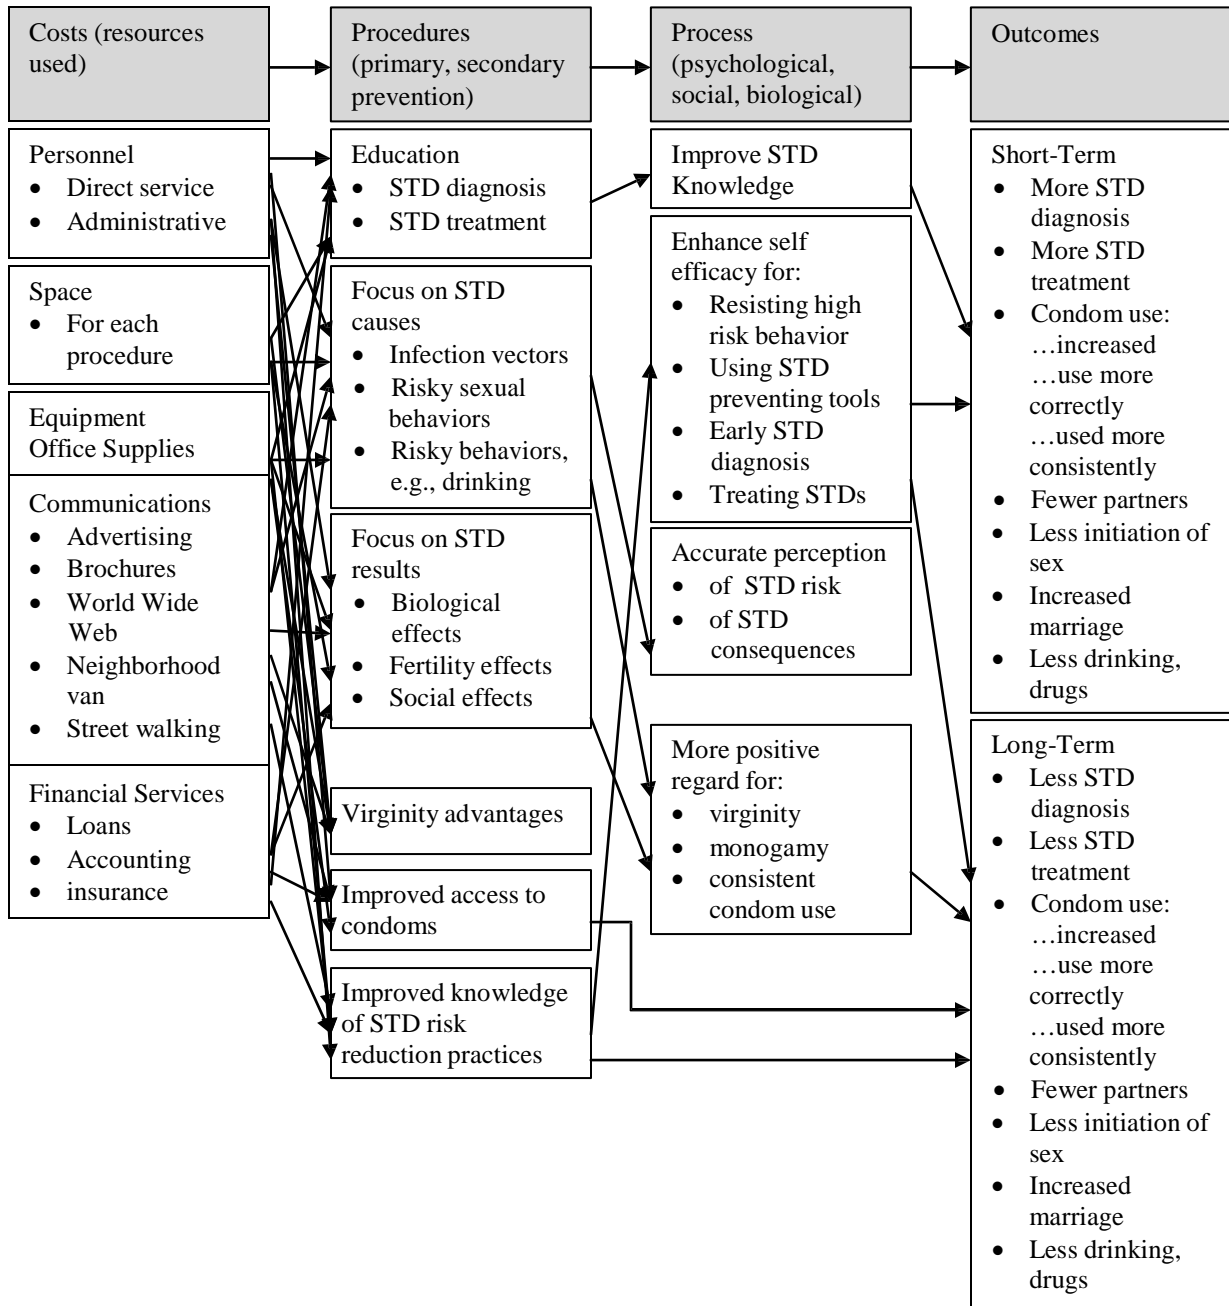 Costs (resources
used)
Procedures
(primary, secondary
prevention)
Process
(psychological,
social, biological)
Outcomes
Personnel
• Direct service
• Administrative
Space
• For each
procedure
Equipment
Office Supplies
Communications
• Advertising
• Brochures
• World Wide
Web
• Neighborhood
van
• Street walking
Financial Services
• Loans
• Accounting
• insurance
Education
• STD diagnosis
• STD treatment
Focus on STD
causes
• Infection vectors
• Risky sexual
behaviors
• Risky behaviors,
e.g., drinking
Focus on STD
results
• Biological
effects
• Fertility effects
• Social effects
Virginity advantages
Improved access to
condoms
Improved knowledge
of STD risk
reduction practices
Improve STD
Knowledge
Enhance self
efficacy for:
• Resisting high
risk behavior
• Using STD
preventing tools
• Early STD
diagnosis
• Treating STDs
Accurate perception
• of STD risk
• of STD
consequences
More positive
regard for:
• virginity
• monogamy
• consistent
condom use
Short-Term
• More STD
diagnosis
• More STD
treatment
• Condom use:
…increased
…use more
correctly
…used more
consistently
• Fewer partners
• Less initiation of
sex
• Increased
marriage
• Less drinking,
drugs
Long-Term
• Less STD
diagnosis
• Less STD
treatment
• Condom use:
…increased
…use more
correctly
…used more
consistently
• Fewer partners
• Less initiation of
sex
• Increased
marriage
• Less drinking,
drugs